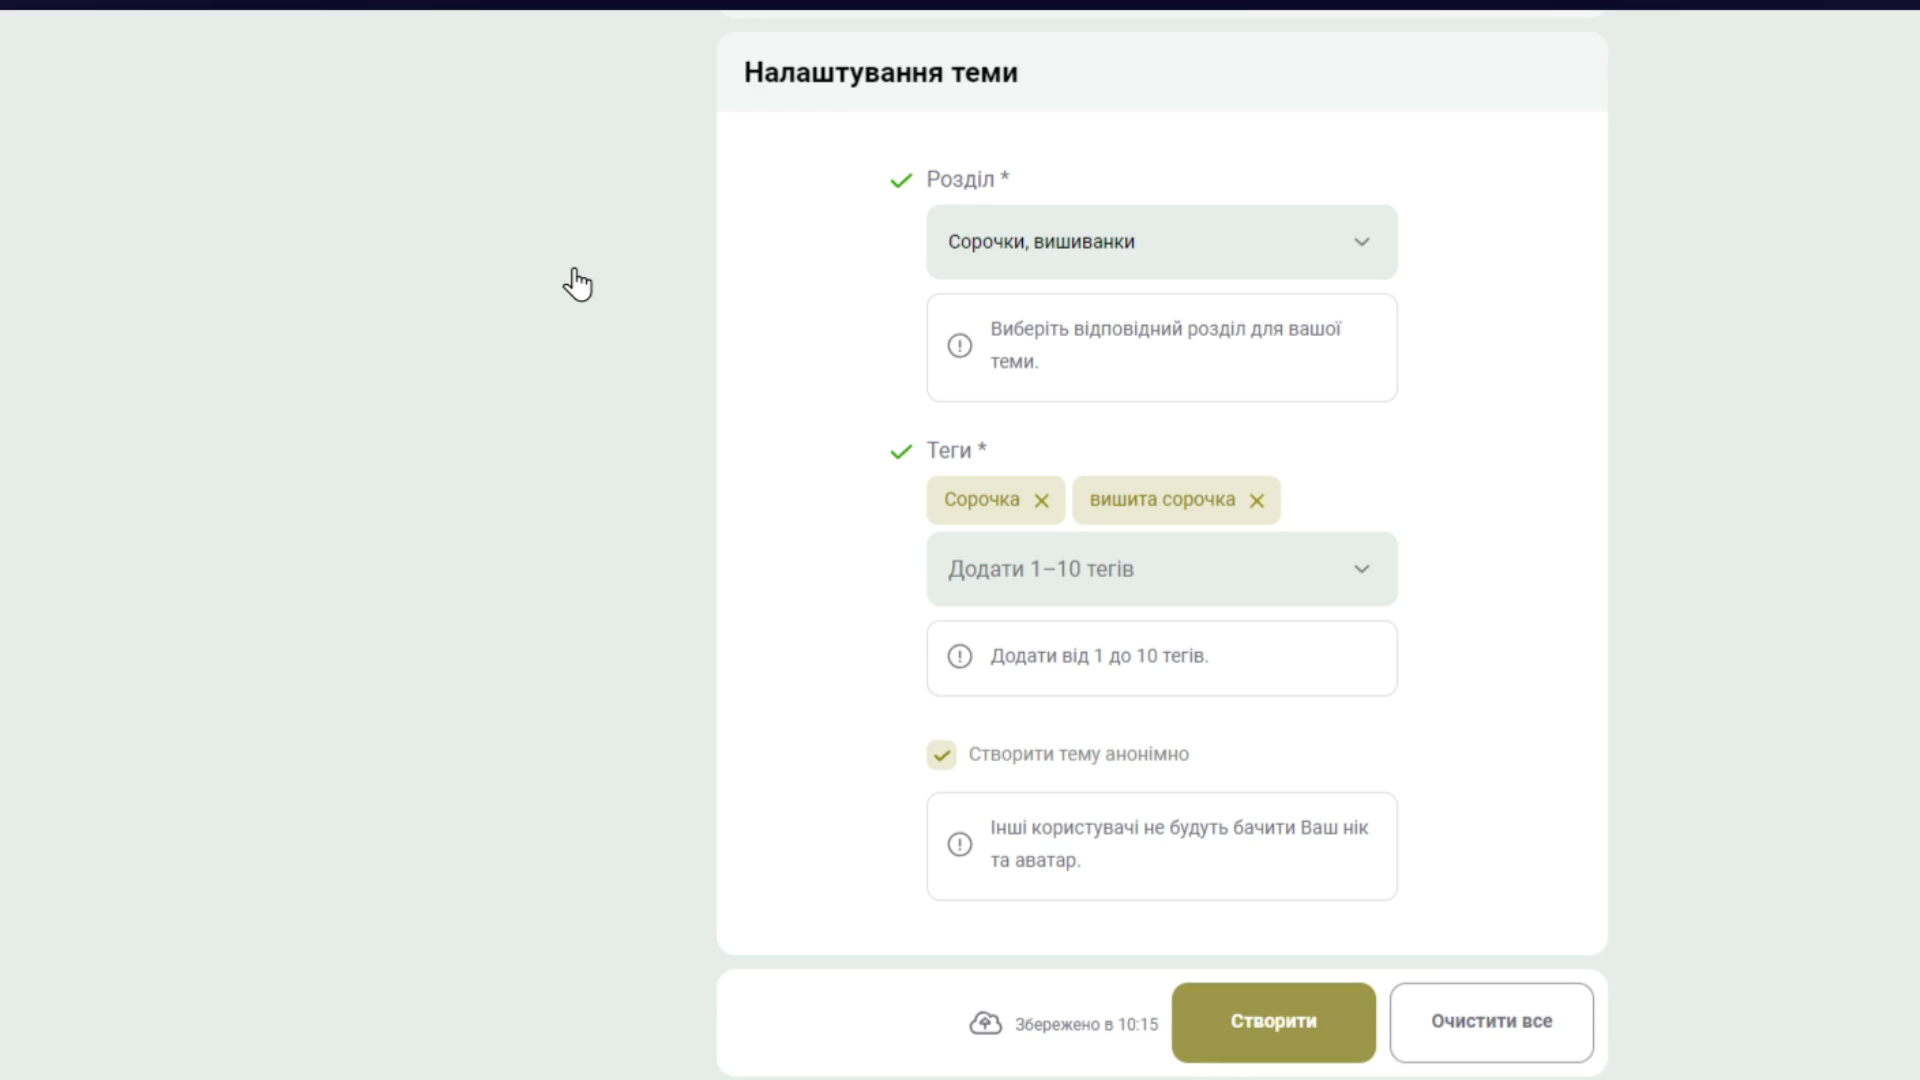 Налаштування теми
Розділ *
Сорочки, вишиванки
Виберіть відповідний розділ для вашої
теми.
Теги *
Сорочка
вишита сорочка
Додати 1–10 тегів
Додати від 1 до 10 тегів.
Створити тему анонімно
Інші користувачі не будуть бачити Ваш нік
та аватар.
Збережено в 10:15
Створити
Очистити все